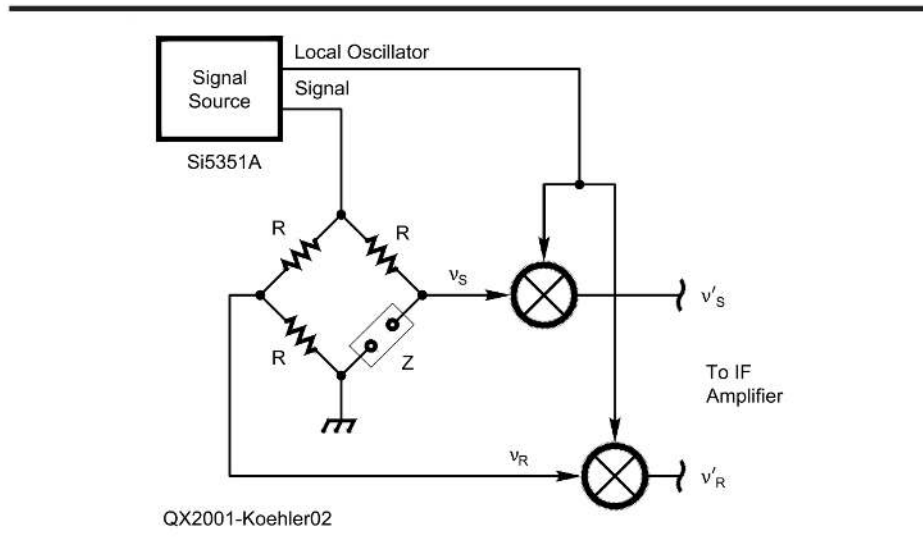 Local Oscillator
Signal
Source
Signal
Si5351A
R
R
νS
ν′S
R
Z
To IF
Amplifier
νR
ν′R
QX2001-Koehler02